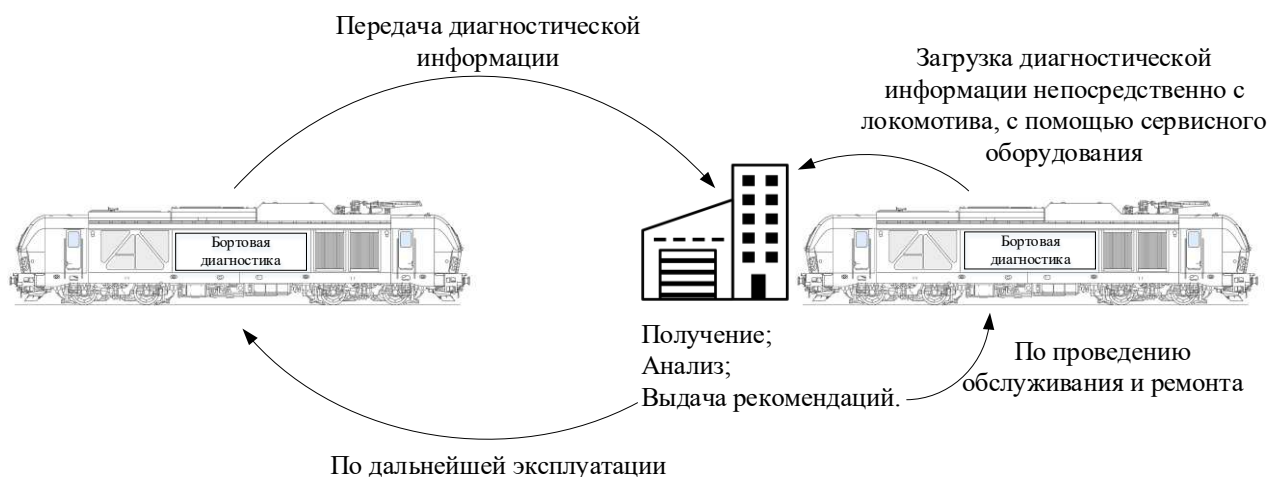 Передача диагностической
информации
Загрузка диагностической
информации непосредственно с
локомотива, с помощью сервисного
оборудования
Бортовая
диагностика
Бортовая
диагностика
Получение;
Анализ;
Выдача рекомендаций.
По проведению
обслуживания и ремонта
По дальнейшей эксплуатации